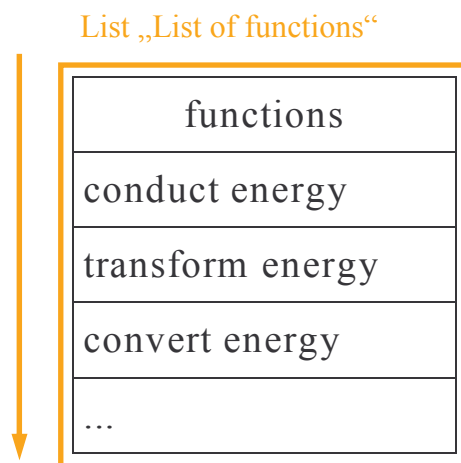 List „List of functions“
functions
conduct energy
transform energy
convert energy
...